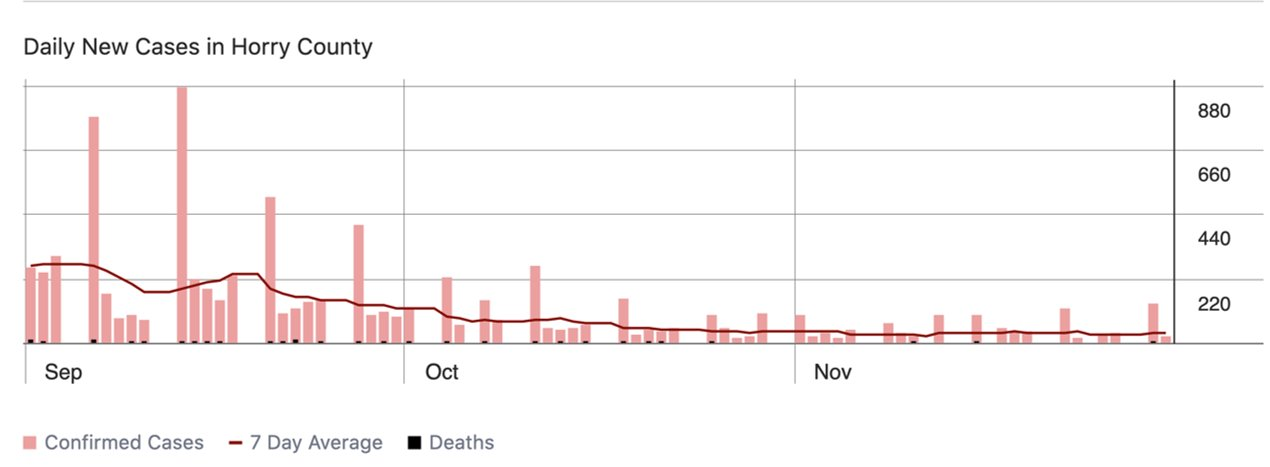 Daily New Cases in Horry County
880
660
440
220
Sep Oct Nov
Confirmed Cases 7 Day Average Deaths